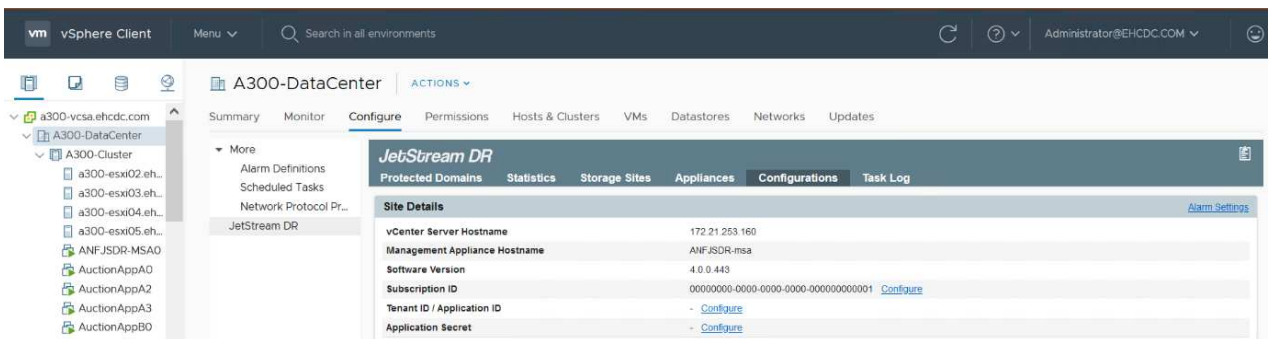 vm vSphere Client Menu Search in all environments Administrator@EHCDC.COM
A300-DataCenter ACTIONS
Summary Monitor Configure Permissions Hosts & Clusters VMs Datastores Networks Updates
a300-vcsa.ehcdc.com
A300-DataCenter
A300-Cluster
a300-esxi02.eh...
a300-esxi03.eh...
a300-esxi04.eh...
a300-esxi05.eh...
ANFJSDR-MSA0
AuctionAppA0
AuctionAppA2
AuctionAppA3
AuctionAppB0
More
Alarm Definitions
Scheduled Tasks
Network Protocol Pr...
JetStream DR
JetStream DR
Protected Domains Statistics Storage Sites Appliances Configurations Task Log
Site Details Alarm Settings
vCenter Server Hostname 172.21.253.160
Management Appliance Hostname ANFJSDR-msa
Software Version 4.0.0.443
Subscription ID 00000000-0000-0000-0000-000000000001 Configure
Tenant ID / Application ID - Configure
Application Secret - Configure